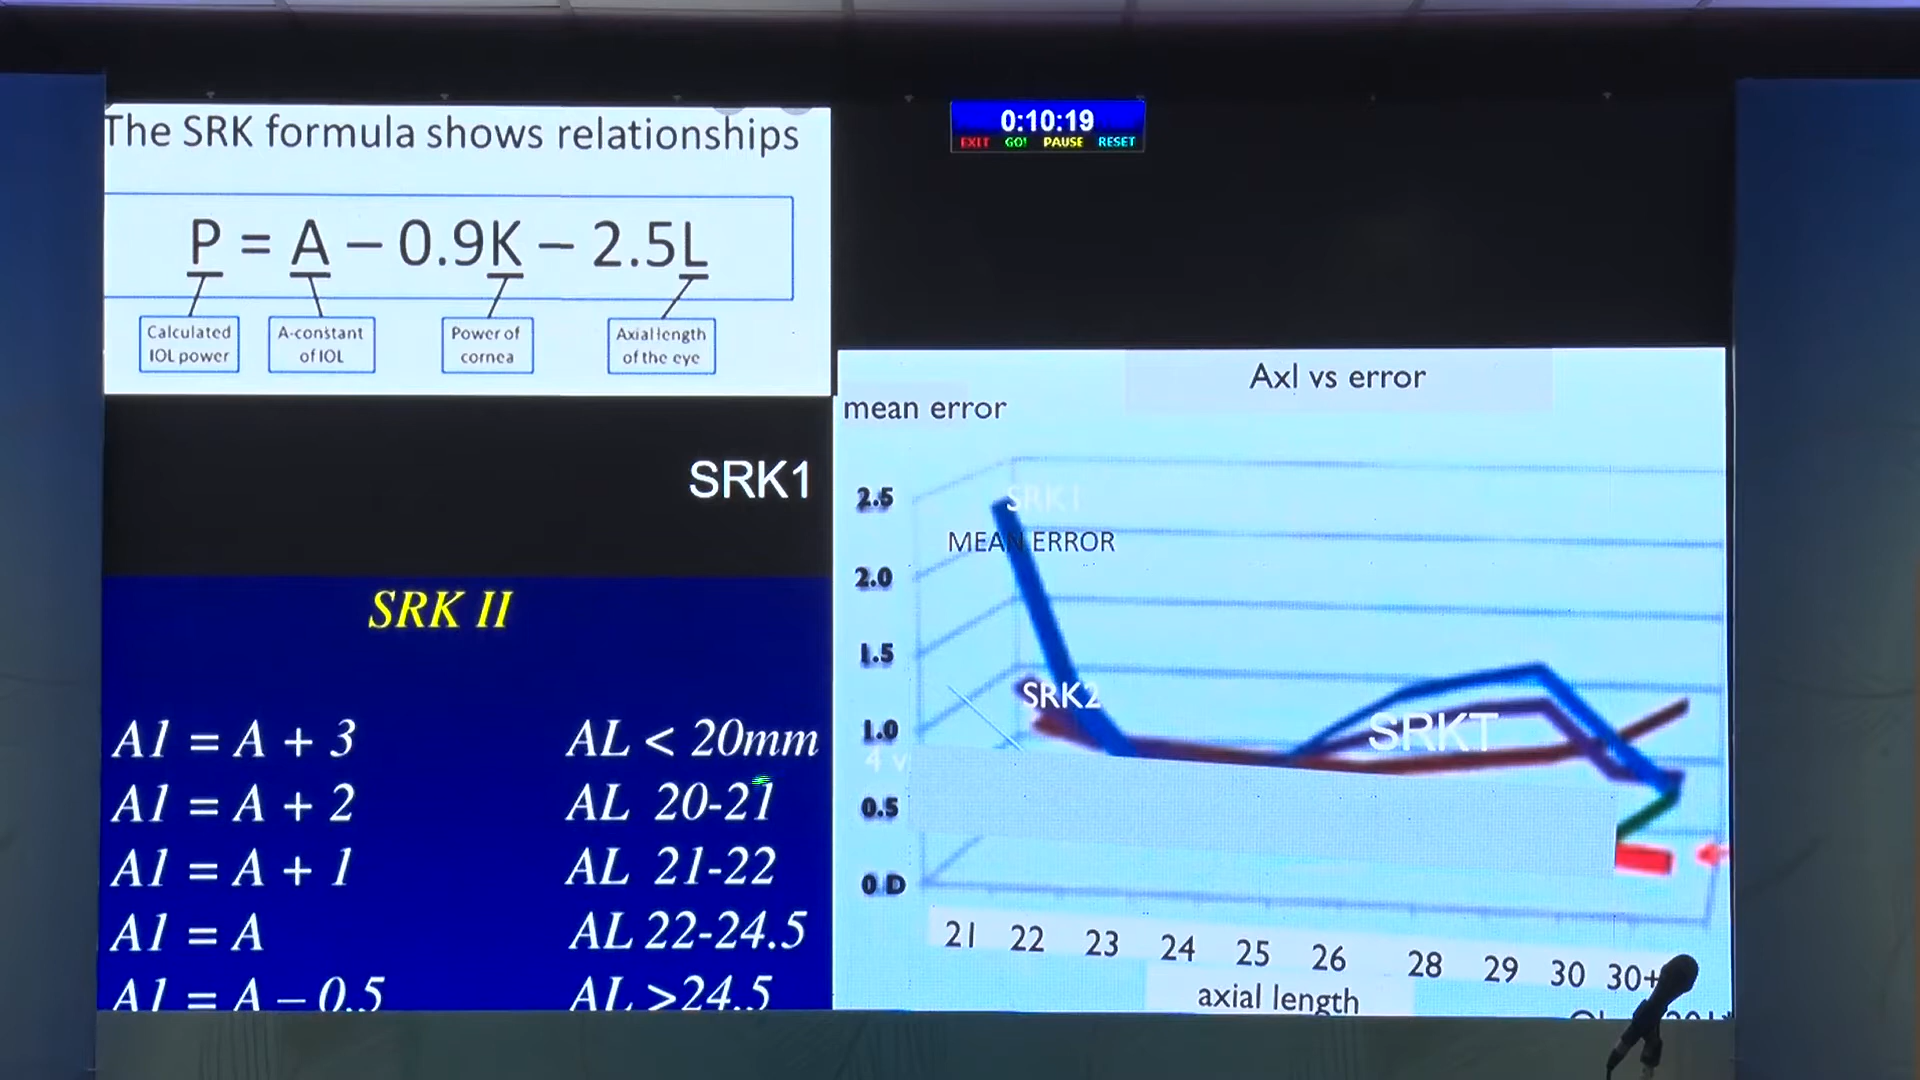 The SRK formula shows relationships
P = A – 0.9K – 2.5L
Calculated IOL power
A-constant of IOL
Power of cornea
Axial length of the eye
SRK1
SRK II
A1 = A + 3 AL < 20mm
A1 = A + 2 AL 20-21
A1 = A + 1 AL 21-22
A1 = A AL 22-24.5
A1 = A – 0.5 AL >24.5
0:10:19
EXIT GO! PAUSE RESET
Axl vs error
mean error
2.5
SRK1
MEAN ERROR
2.0
1.5
SRK2
1.0
SRKT
4 v
0.5
0 D
21 22 23 24 25 26 28 29 30 30+
axial length